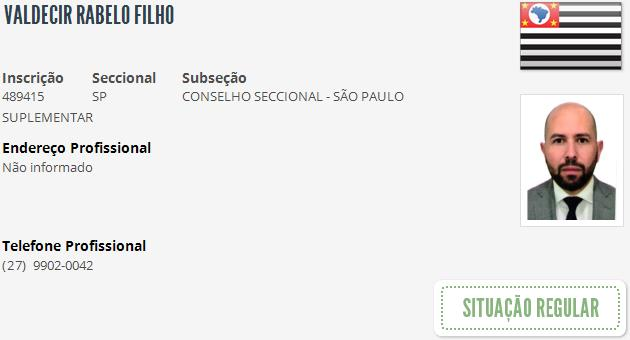 VALDECIR RABELO FILHO
Inscrição Seccional Subseção
489415 SP CONSELHO SECCIONAL - SÃO PAULO
SUPLEMENTAR
Endereço Profissional
Não informado
Telefone Profissional
(27) 9902-0042
SITUAÇÃO REGULAR